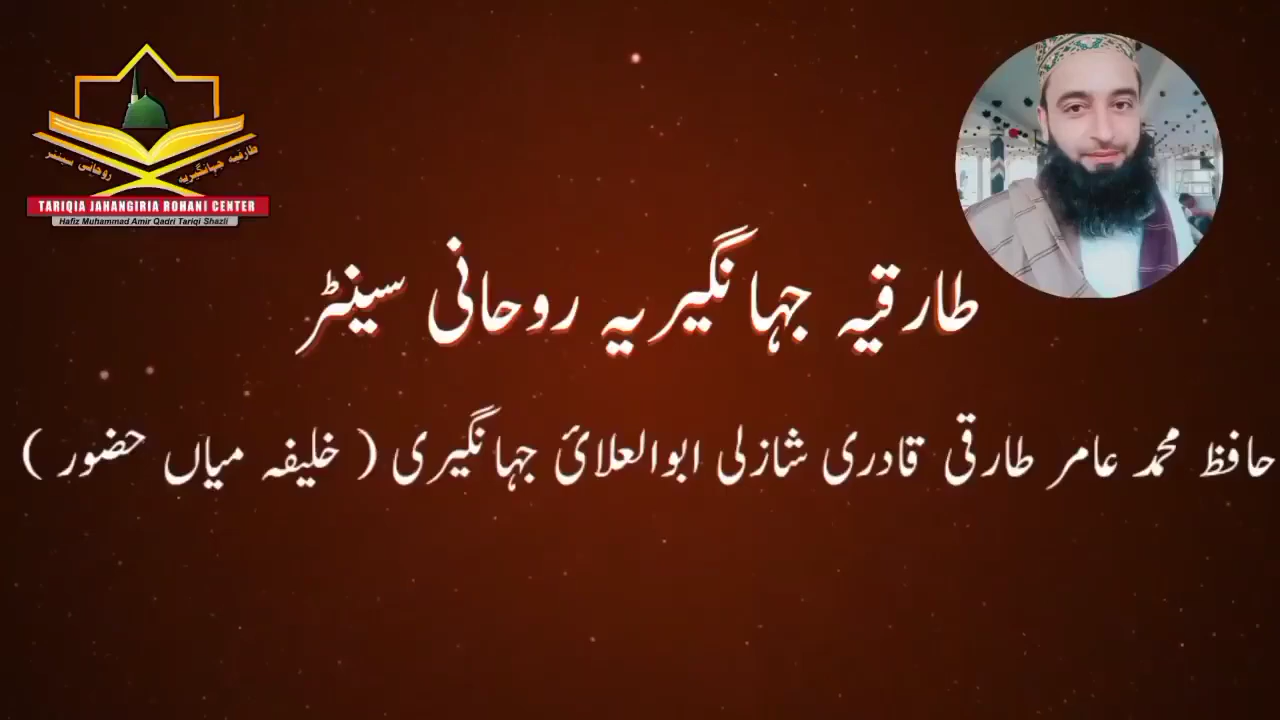 طارقیہ جہانگیریہ روحانی سینٹر
TARIQIA JAHANGIRIA ROHANI CENTER
Hafiz Muhammad Amir Qadri Tariqi Shazli
طارقیہ جہانگیریہ روحانی سینٹر
حافظ محمد عامر طارقی قادری شازلی ابوالعلائ جہانگیری ( خلیفہ میاں حضور )